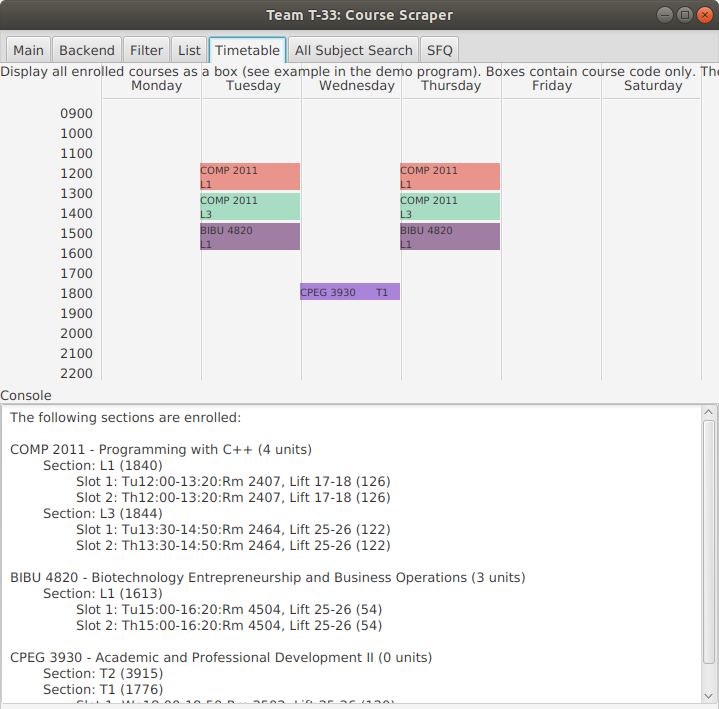 Team T-33: Course Scraper
Main Backend Filter List Timetable All Subject Search SFQ
Display all enrolled courses as a box (see example in the demo program). Boxes contain course code only. The
Monday Tuesday Wednesday Thursday Friday Saturday
0900
1000
1100
1200
1300
1400
1500
1600
1700
1800
1900
2000
2100
2200
COMP 2011
L1
COMP 2011
L3
BIBU 4820
L1
CPEG 3930 T1
COMP 2011
L1
COMP 2011
L3
BIBU 4820
L1
Console
The following sections are enrolled:
COMP 2011 - Programming with C++ (4 units)
Section: L1 (1840)
Slot 1: Tu12:00-13:20:Rm 2407, Lift 17-18 (126)
Slot 2: Th12:00-13:20:Rm 2407, Lift 17-18 (126)
Section: L3 (1844)
Slot 1: Tu13:30-14:50:Rm 2464, Lift 25-26 (122)
Slot 2: Th13:30-14:50:Rm 2464, Lift 25-26 (122)
BIBU 4820 - Biotechnology Entrepreneurship and Business Operations (3 units)
Section: L1 (1613)
Slot 1: Tu15:00-16:20:Rm 4504, Lift 25-26 (54)
Slot 2: Th15:00-16:20:Rm 4504, Lift 25-26 (54)
CPEG 3930 - Academic and Professional Development II (0 units)
Section: T2 (3915)
Section: T1 (1776)